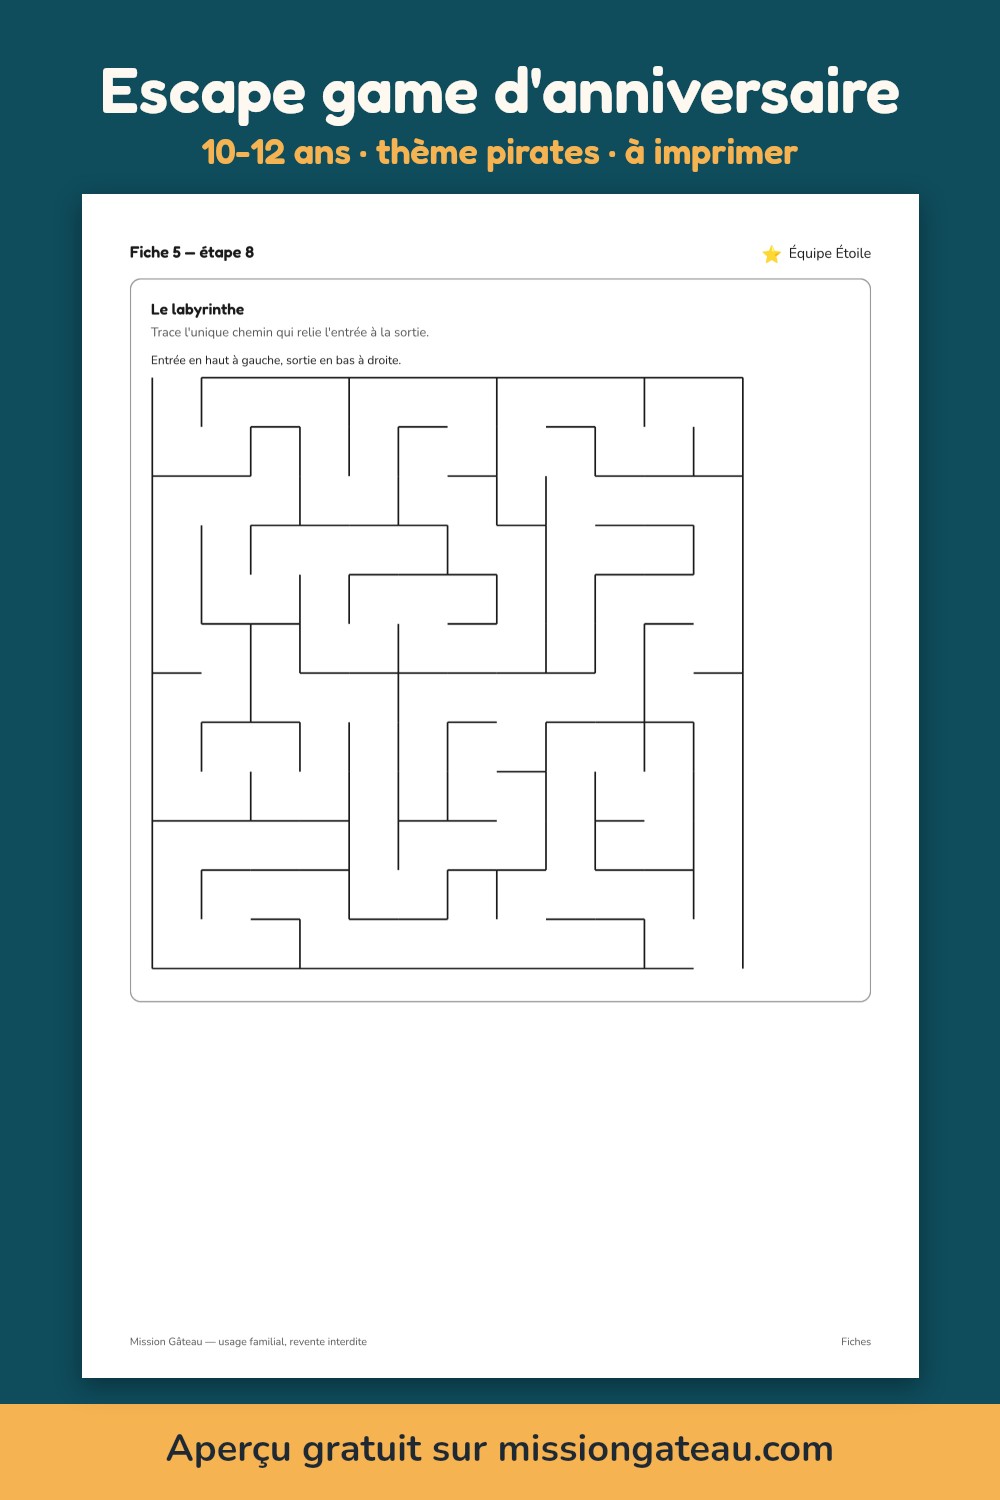 Escape game d'anniversaire
10-12 ans · thème pirates · à imprimer
Fiche 5 — étape 8
⭐ Équipe Étoile
Le labyrinthe
Trace l'unique chemin qui relie l'entrée à la sortie.
Entrée en haut à gauche, sortie en bas à droite.
Mission Gâteau — usage familial, revente interdite
Fiches
Aperçu gratuit sur missiongateau.com